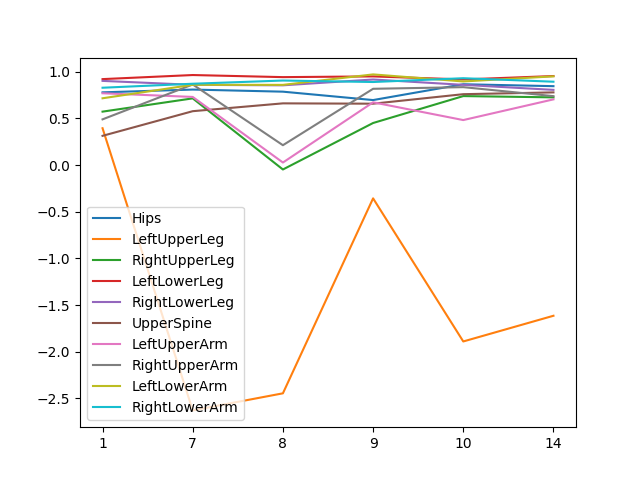 1.0
0.5
0.0
−0.5
−1.0
−1.5
−2.0
−2.5
Hips
LeftUpperLeg
RightUpperLeg
LeftLowerLeg
RightLowerLeg
UpperSpine
LeftUpperArm
RightUpperArm
LeftLowerArm
RightLowerArm
1 7 8 9 10 14